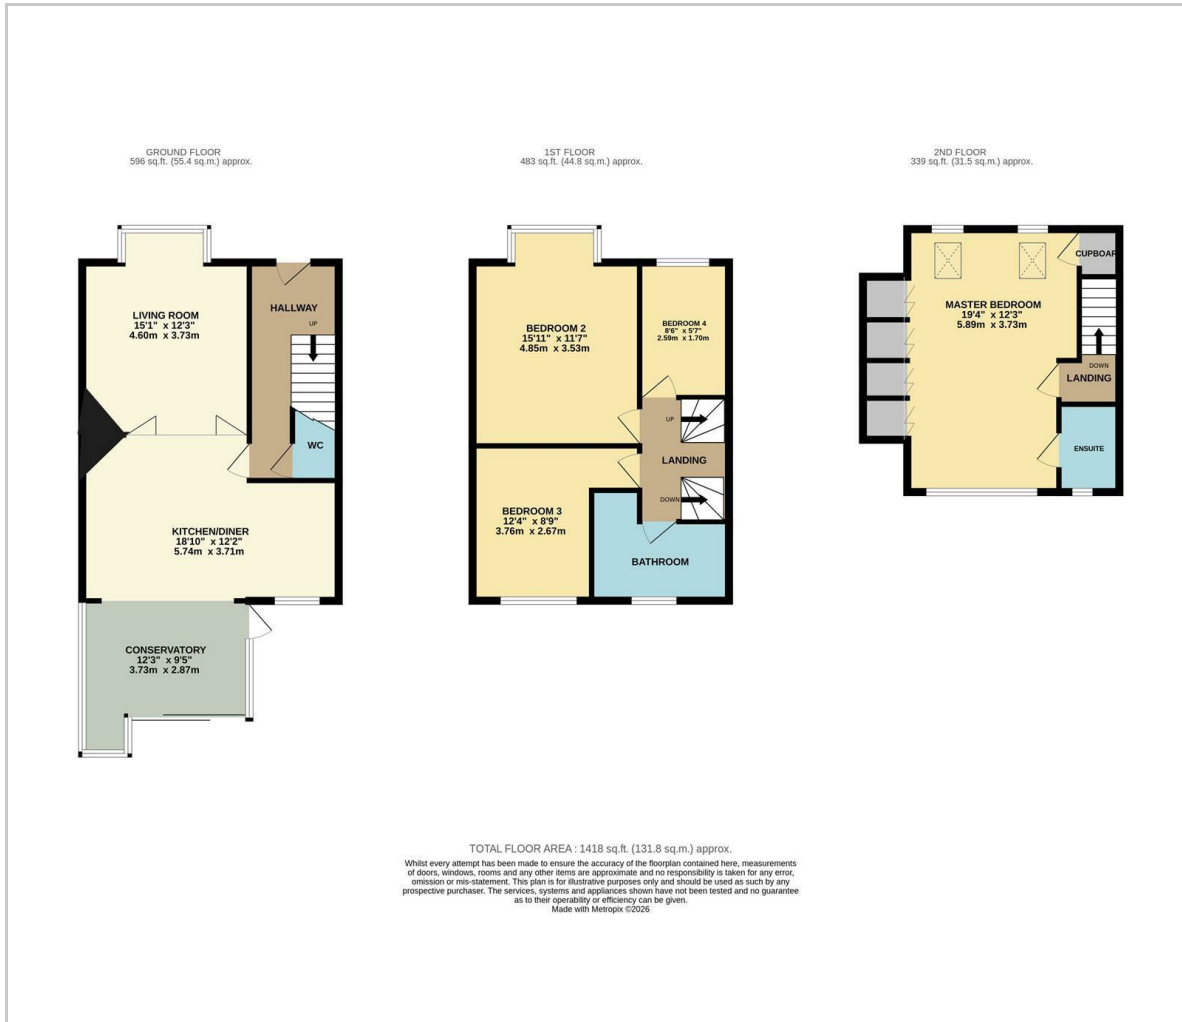 GROUND FLOOR
596 sq.ft. (55.4 sq.m.) approx.
1ST FLOOR
483 sq.ft. (44.8 sq.m.) approx.
2ND FLOOR
339 sq.ft. (31.5 sq.m.) approx.
LIVING ROOM
15'1" x 12'3"
4.60m x 3.73m
HALLWAY
UP
WC
KITCHEN/DINER
18'10" x 12'2"
5.74m x 3.71m
CONSERVATORY
12'3" x 9'5"
3.73m x 2.87m
BEDROOM 2
15'11" x 11'7"
4.85m x 3.53m
BEDROOM 4
8'6" x 5'7"
2.59m x 1.70m
UP
LANDING
DOWN
BEDROOM 3
12'4" x 8'9"
3.76m x 2.67m
BATHROOM
CUPBOAR
MASTER BEDROOM
19'4" x 12'3"
5.89m x 3.73m
DOWN
LANDING
ENSUITE
TOTAL FLOOR AREA : 1418 sq.ft. (131.8 sq.m.) approx.
Whilst every attempt has been made to ensure the accuracy of the floorplan contained here, measurements
of doors, windows, rooms and any other items are approximate and no responsibility is taken for any error,
omission or mis-statement. This plan is for illustrative purposes only and should be used as such by any
prospective purchaser. The services, systems and appliances shown have not been tested and no guarantee
as to their operability or efficiency can be given.
Made with Metropix ©2026